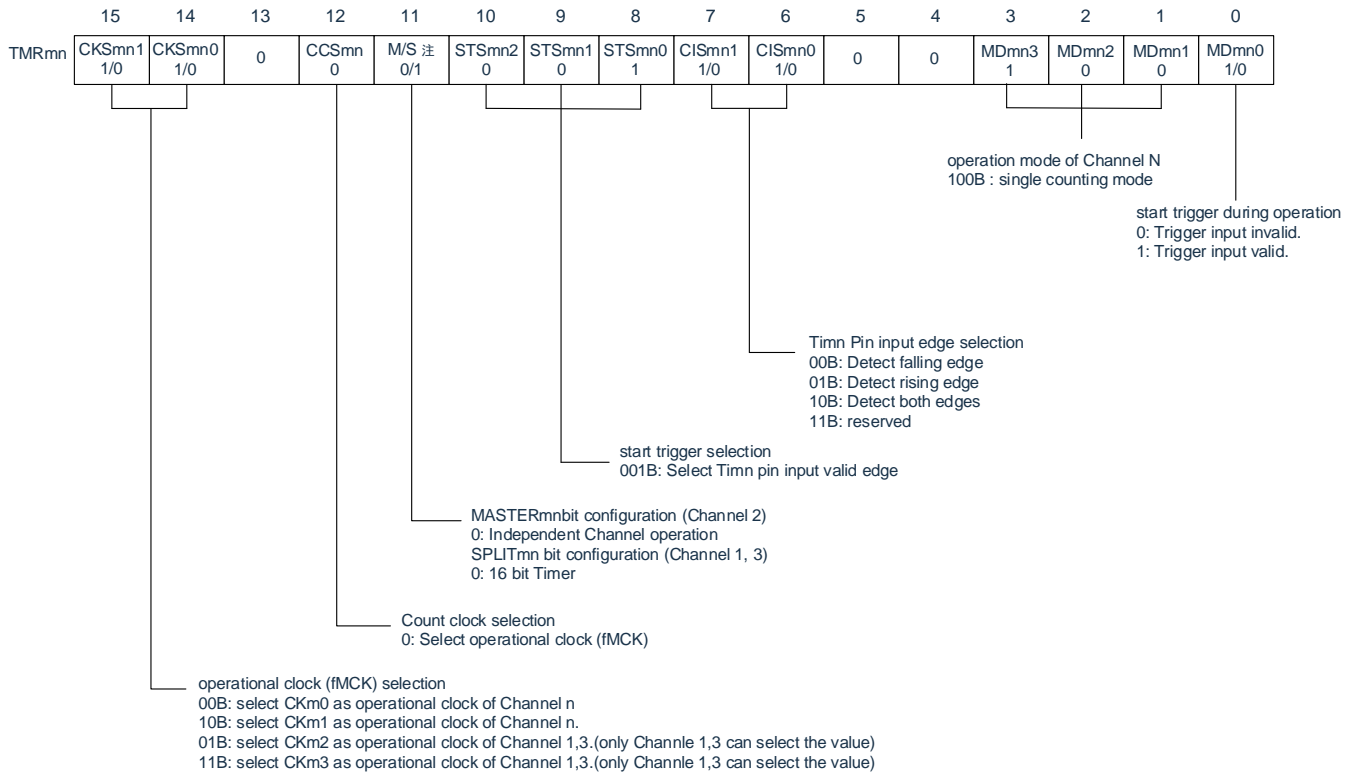 15 14 13 12 11 10 9 8 7 6 5 4 3 2 1 0
TMRmn CKSmn1 CKSmn0 0 CCSmn M/S 注 STSmn2 STSmn1 STSmn0 CISmn1 CISmn0 0 0 MDmn3 MDmn2 MDmn1 MDmn0
1/0 1/0 0 0/1 0 0 1 1/0 1/0 1 0 0 1/0
operation mode of Channel N
100B : single counting mode
start trigger during operation
0: Trigger input invalid.
1: Trigger input valid.
Timn Pin input edge selection
00B: Detect falling edge
01B: Detect rising edge
10B: Detect both edges
11B: reserved
start trigger selection
001B: Select Timn pin input valid edge
MASTERmnbit configuration (Channel 2)
0: Independent Channel operation
SPLITmn bit configuration (Channel 1, 3)
0: 16 bit Timer
Count clock selection
0: Select operational clock (fMCK)
operational clock (fMCK) selection
00B: select CKm0 as operational clock of Channel n
10B: select CKm1 as operational clock of Channel n.
01B: select CKm2 as operational clock of Channel 1,3.(only Channle 1,3 can select the value)
11B: select CKm3 as operational clock of Channel 1,3.(only Channle 1,3 can select the value)